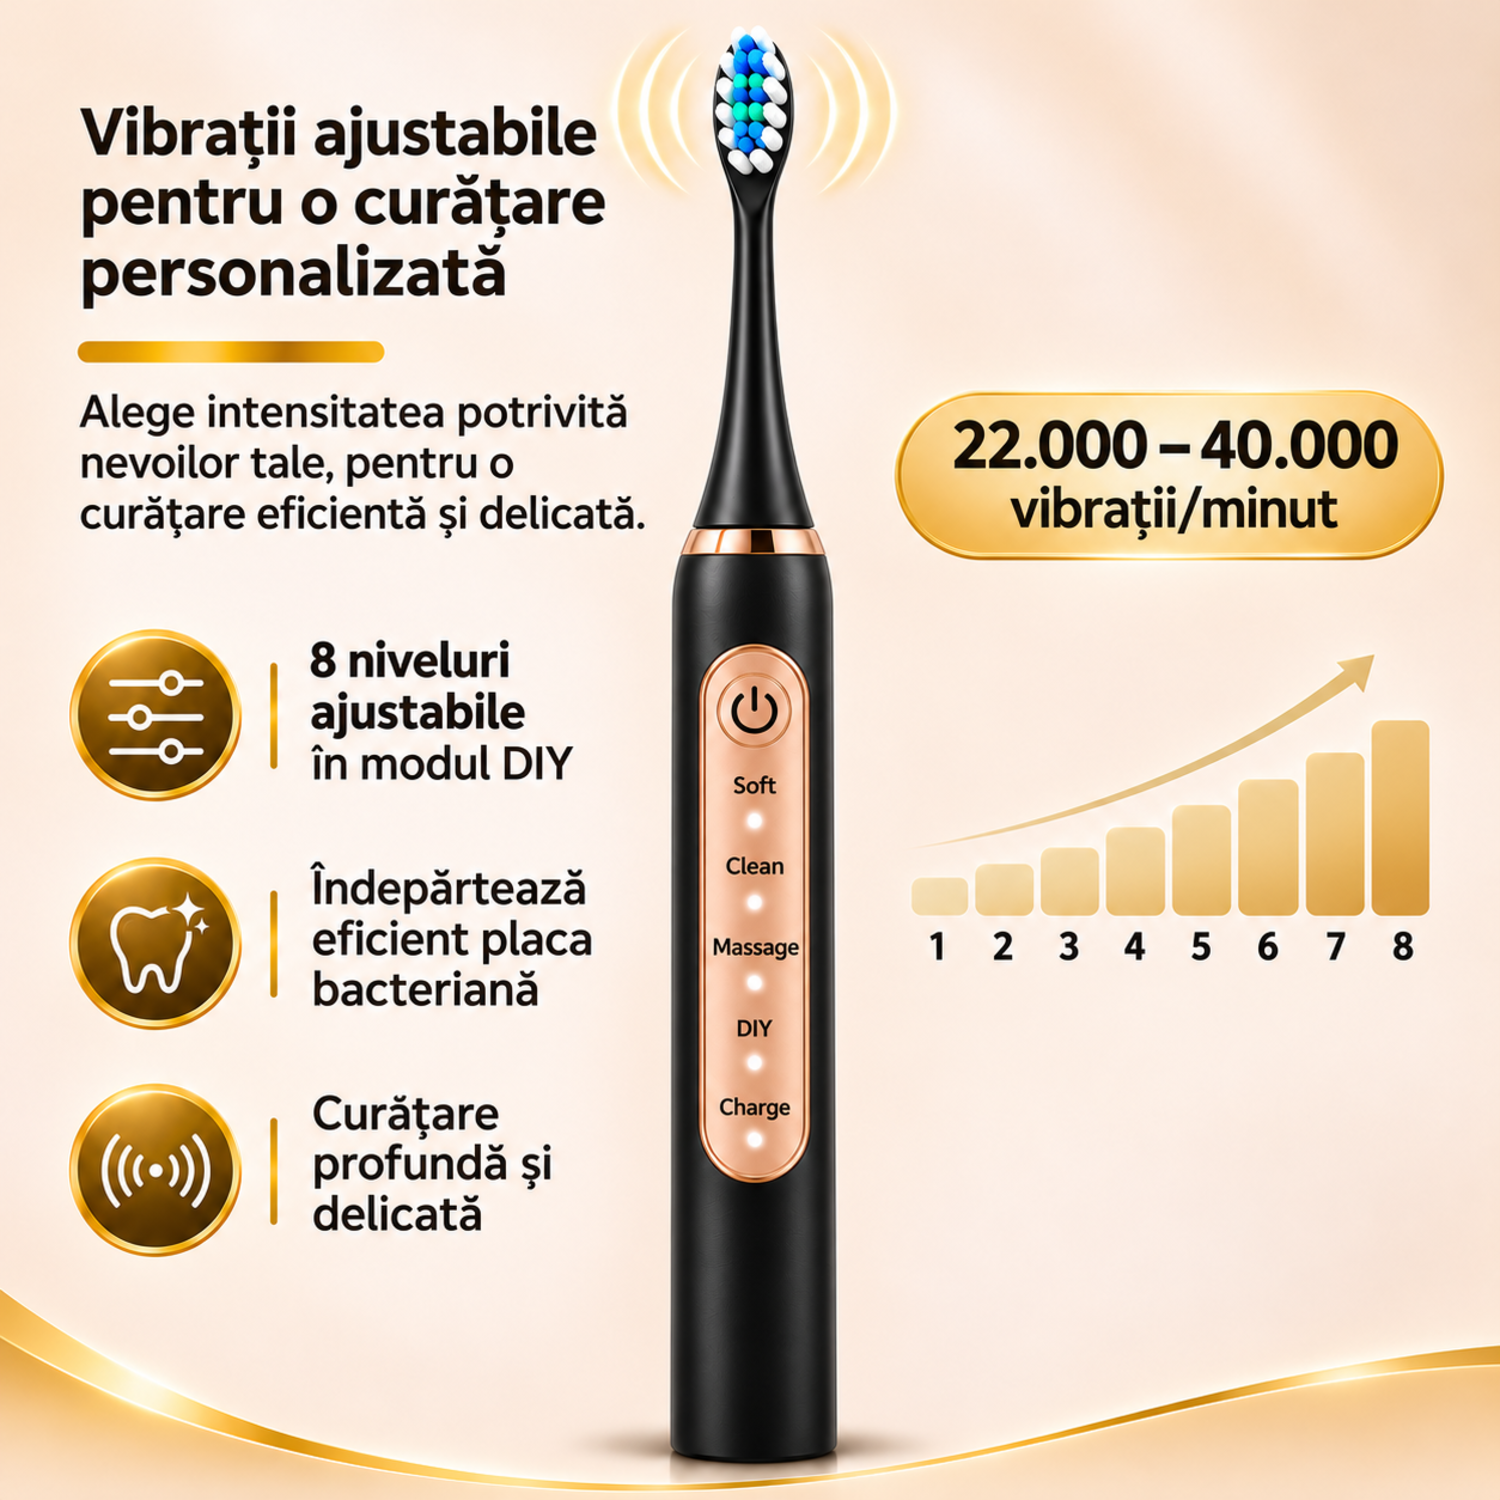 Vibrații ajustabile
pentru o curățare
personalizată
Alege intensitatea potrivită
nevoilor tale, pentru o
curățare eficientă și delicată.
22.000 – 40.000
vibrații/minut
8 niveluri
ajustabile
în modul DIY
Îndepărtează
eficient placa
bacteriană
Curățare
profundă și
delicată
Soft
Clean
Massage
DIY
Charge
1 2 3 4 5 6 7 8